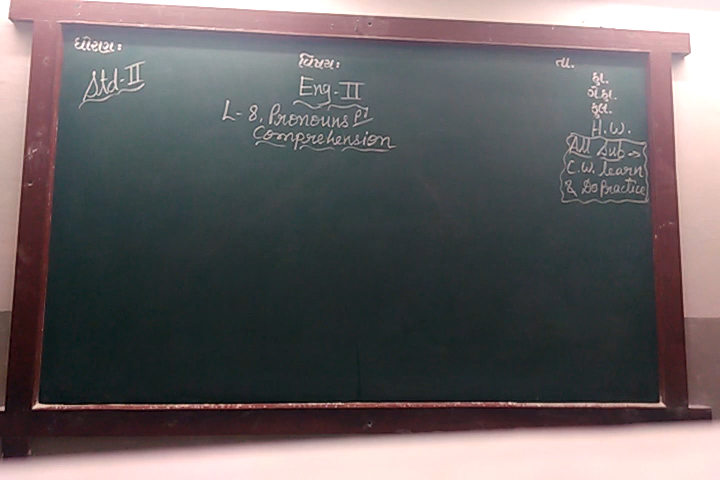 ધોરણ:
Std-II
વિષય:
Eng-II
L-8. Pronouns P1
Comprehension
તા.
હા.
ગેહા.
કુલ.
H.W.
All Sub →
C.W. learn
& Do Practice